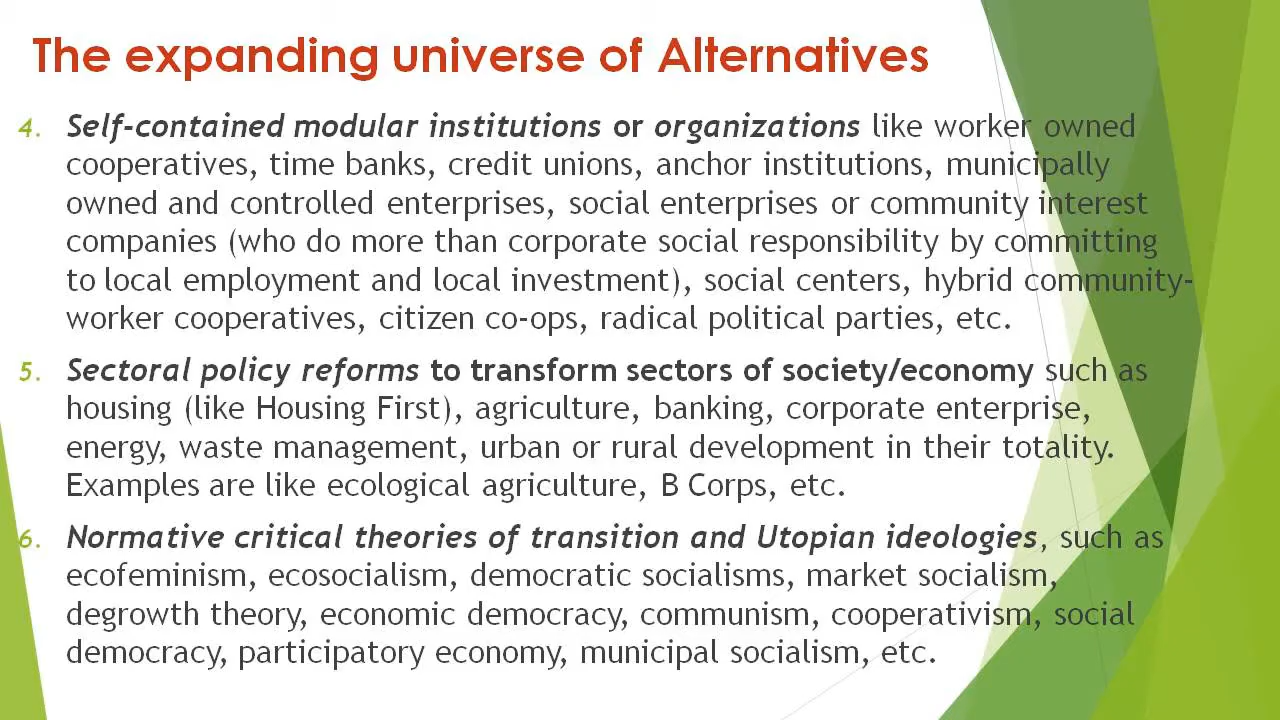 The expanding universe of Alternatives
4. Self-contained modular institutions or organizations like worker owned
cooperatives, time banks, credit unions, anchor institutions, municipally
owned and controlled enterprises, social enterprises or community interest
companies (who do more than corporate social responsibility by committing
to local employment and local investment), social centers, hybrid community-
worker cooperatives, citizen co-ops, radical political parties, etc.
5. Sectoral policy reforms to transform sectors of society/economy such as
housing (like Housing First), agriculture, banking, corporate enterprise,
energy, waste management, urban or rural development in their totality.
Examples are like ecological agriculture, B Corps, etc.
6. Normative critical theories of transition and Utopian ideologies, such as
ecofeminism, ecosocialism, democratic socialisms, market socialism,
degrowth theory, economic democracy, communism, cooperativism, social
democracy, participatory economy, municipal socialism, etc.